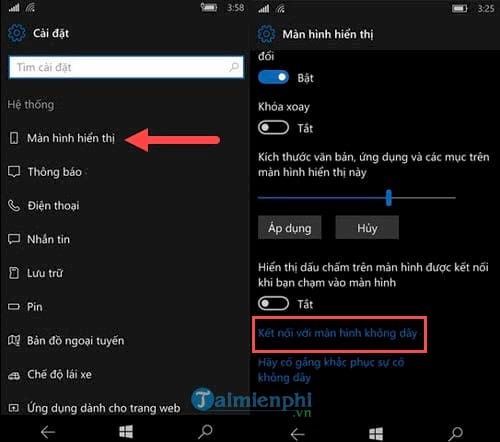 3:58
Cài đặt
Tìm cài đặt
Hệ thống
Màn hình hiển thị
Thông báo
Điện thoại
Nhắn tin
Lưu trữ
Pin
Bản đồ ngoại tuyến
Chế độ lái xe
Ứng dụng dành cho trang web
3:25
Màn hình hiển thị
đổi
Bật
Khóa xoay
Tắt
Kích thước văn bản, ứng dụng và các mục trên
màn hình hiển thị này
Áp dụng
Hủy
Hiển thị dấu chấm trên màn hình được kết nối
khi bạn chạm vào màn hình
Tắt
Kết nối với màn hình không dây
Hãy cố gắng khắc phục sự cố
không dây
Taimienphi
.vn